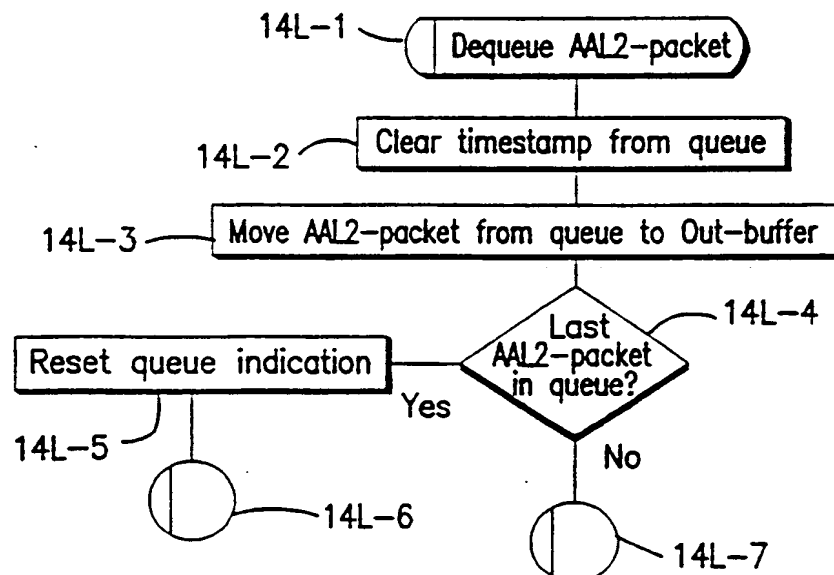 14L-1
Dequeue AAL2-packet
14L-2
Clear timestamp from queue
14L-3
Move AAL2-packet from queue to Out-buffer
Last
AAL2-packet
in queue?
14L-4
Reset queue indication
Yes
14L-5
No
14L-6
14L-7